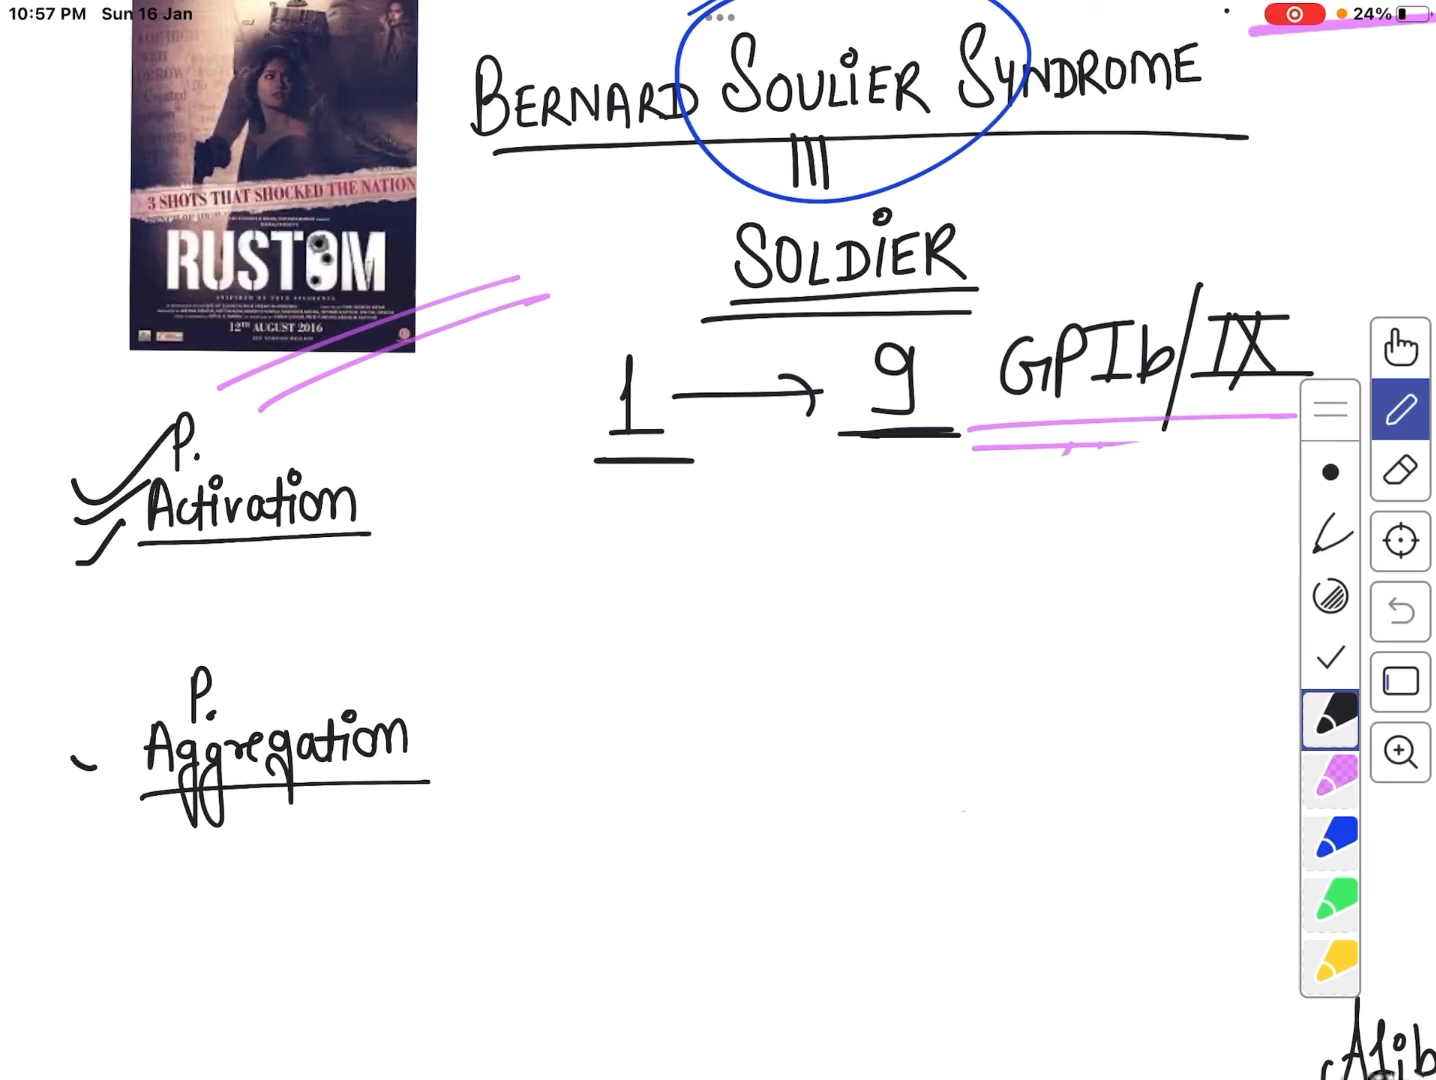 10:57 PM Sun 16 Jan
24%
BERNARD SOULIER SYNDROME
3 SHOTS THAT SHOCKED THE NATION
RUSTOM
12TH AUGUST 2016
SOLDIER
1 → 9 GPIb/IX
P.
Activation
P.
Aggregation